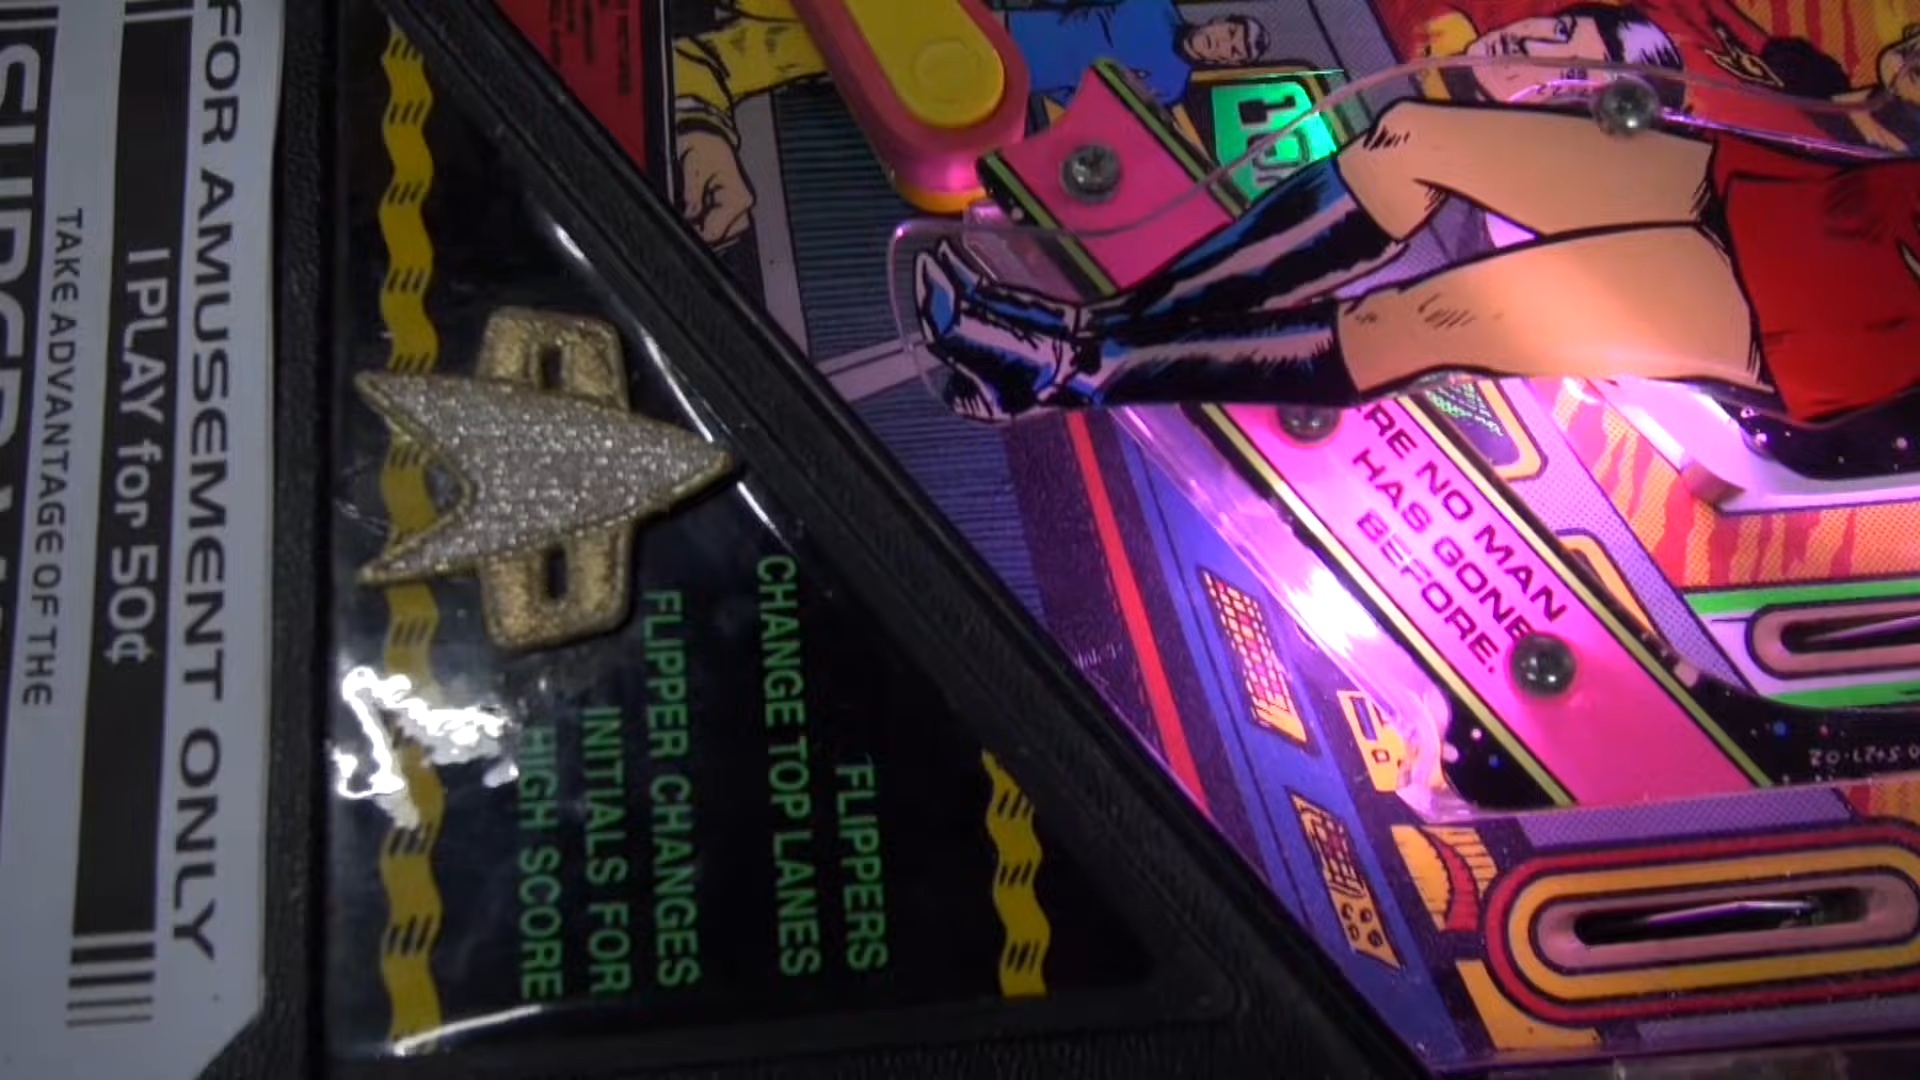 FOR AMUSEMENT ONLY
1 PLAY for 50¢
TAKE ADVANTAGE OF THE
FLIPPERS
CHANGE TOP LANES
FLIPPER CHANGES
INITIALS FOR
HIGH SCORE
RE NO MAN
HAS GONE
BEFORE.